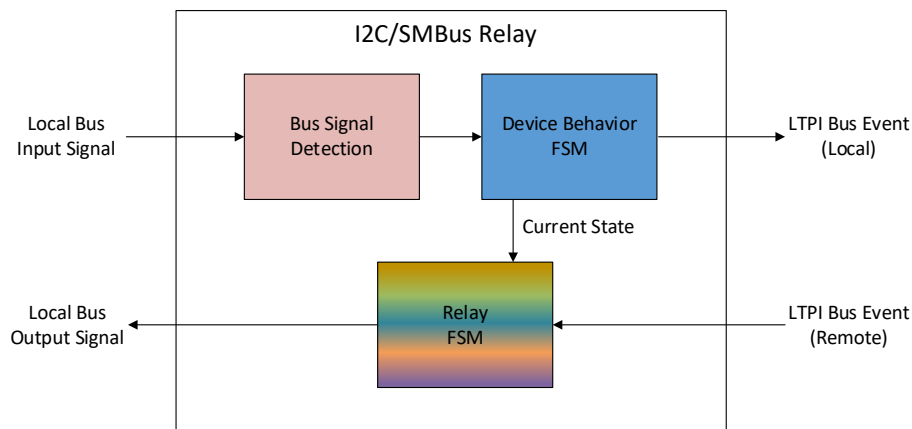 I2C/SMBus Relay
Local Bus
Input Signal
Bus Signal
Detection
Device Behavior
FSM
LTPI Bus Event
(Local)
Current State
Local Bus
Output Signal
Relay
FSM
LTPI Bus Event
(Remote)